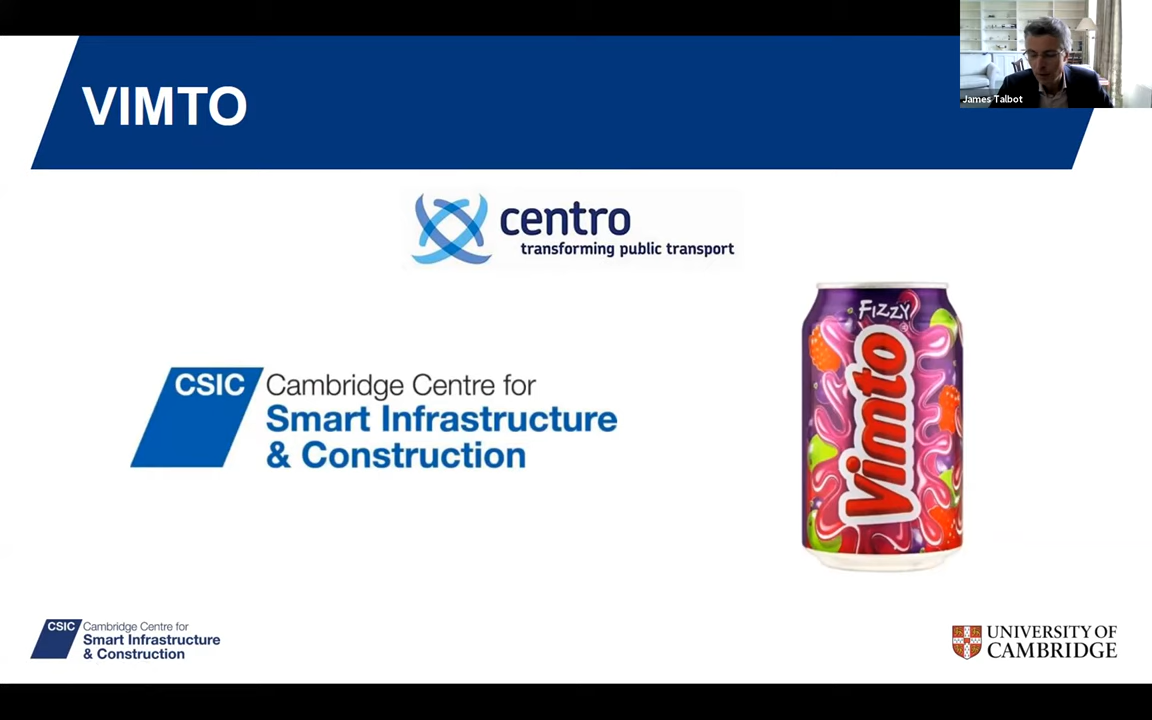 VIMTO
James Talbot
centro
transforming public transport
CSIC
Cambridge Centre for
Smart Infrastructure
& Construction
FIZZY
Vimto
CSIC
Cambridge Centre for
Smart Infrastructure
& Construction
UNIVERSITY OF
CAMBRIDGE